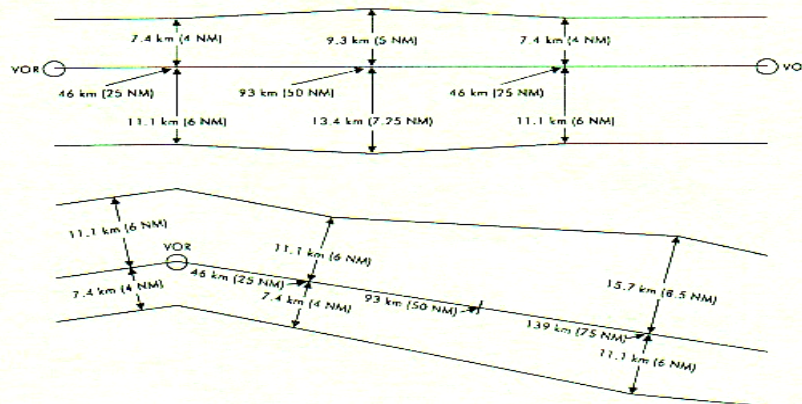 7.4 km (4 NM)
9.3 km (5 NM)
7.4 km (4 NM)
VOR
VO
46 km (25 NM)
93 km (50 NM)
46 km (25 NM)
11.1 km (6 NM)
13.4 km (7.25 NM)
11.1 km (6 NM)
11.1 km (6 NM)
VOR
11.1 km (6 NM)
7.4 km (4 NM)
46 km (25 NM)
7.4 km (4 NM)
93 km (50 NM)
15.7 km (8.5 NM)
139 km (75 NM)
11.1 km (6 NM)